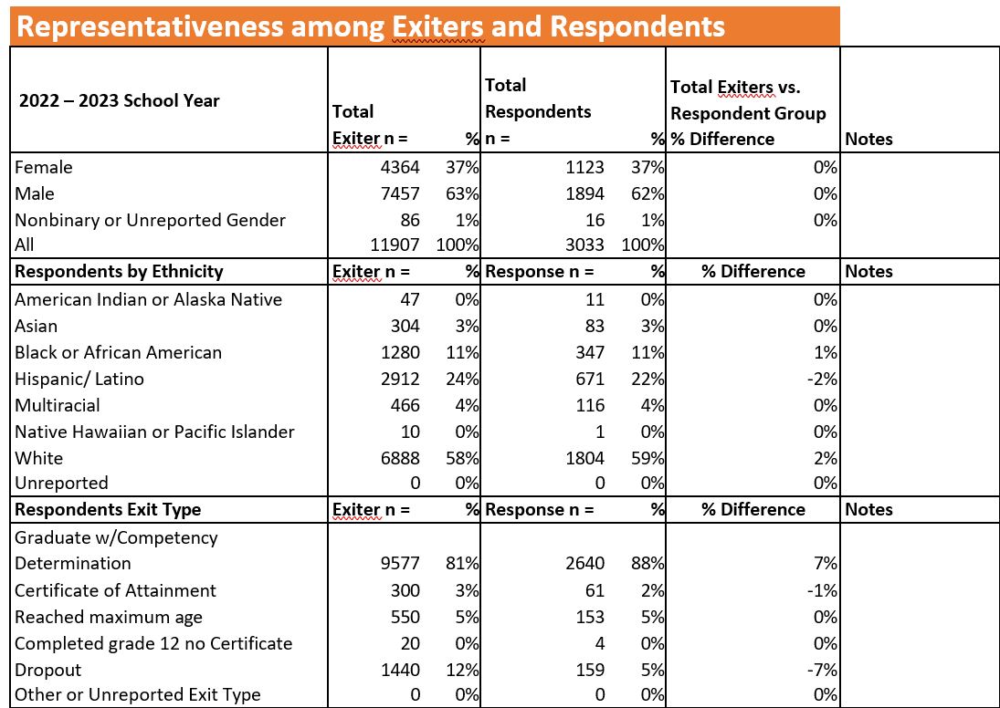 Representativeness among Exiters and Respondents
2022 – 2023 School Year
Total
Exiter n = %
Total
Respondents
n = %
Total Exiters vs.
Respondent Group
% Difference
Notes
Female 4364 37% 1123 37% 0%
Male 7457 63% 1894 62% 0%
Nonbinary or Unreported Gender 86 1% 16 1% 0%
All 11907 100% 3033 100%
Respondents by Ethnicity Exiter n = % Response n = % % Difference Notes
American Indian or Alaska Native 47 0% 11 0% 0%
Asian 304 3% 83 3% 0%
Black or African American 1280 11% 347 11% 1%
Hispanic/ Latino 2912 24% 671 22% -2%
Multiracial 466 4% 116 4% 0%
Native Hawaiian or Pacific Islander 10 0% 1 0% 0%
White 6888 58% 1804 59% 2%
Unreported 0 0% 0 0% 0%
Respondents Exit Type Exiter n = % Response n = % % Difference Notes
Graduate w/Competency
Determination 9577 81% 2640 88% 7%
Certificate of Attainment 300 3% 61 2% -1%
Reached maximum age 550 5% 153 5% 0%
Completed grade 12 no Certificate 20 0% 4 0% 0%
Dropout 1440 12% 159 5% -7%
Other or Unreported Exit Type 0 0% 0 0% 0%